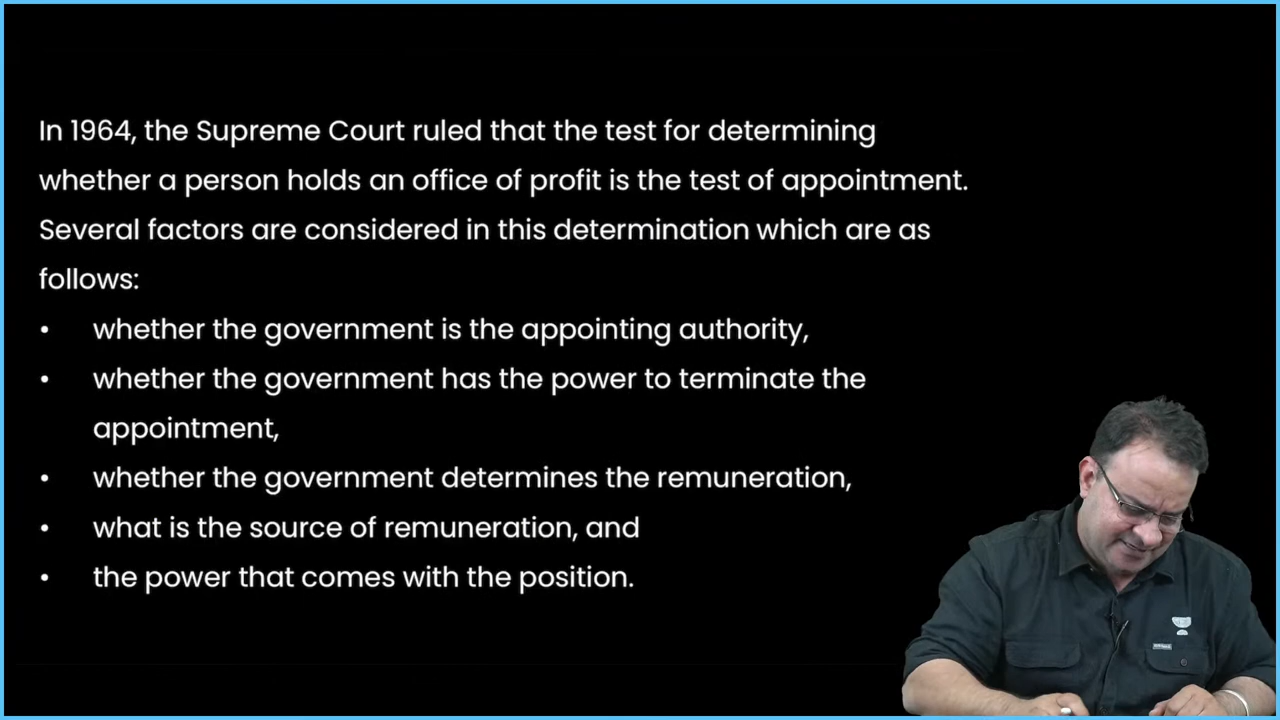 In 1964, the Supreme Court ruled that the test for determining
whether a person holds an office of profit is the test of appointment.
Several factors are considered in this determination which are as
follows:
• whether the government is the appointing authority,
• whether the government has the power to terminate the
appointment,
• whether the government determines the remuneration,
• what is the source of remuneration, and
• the power that comes with the position.